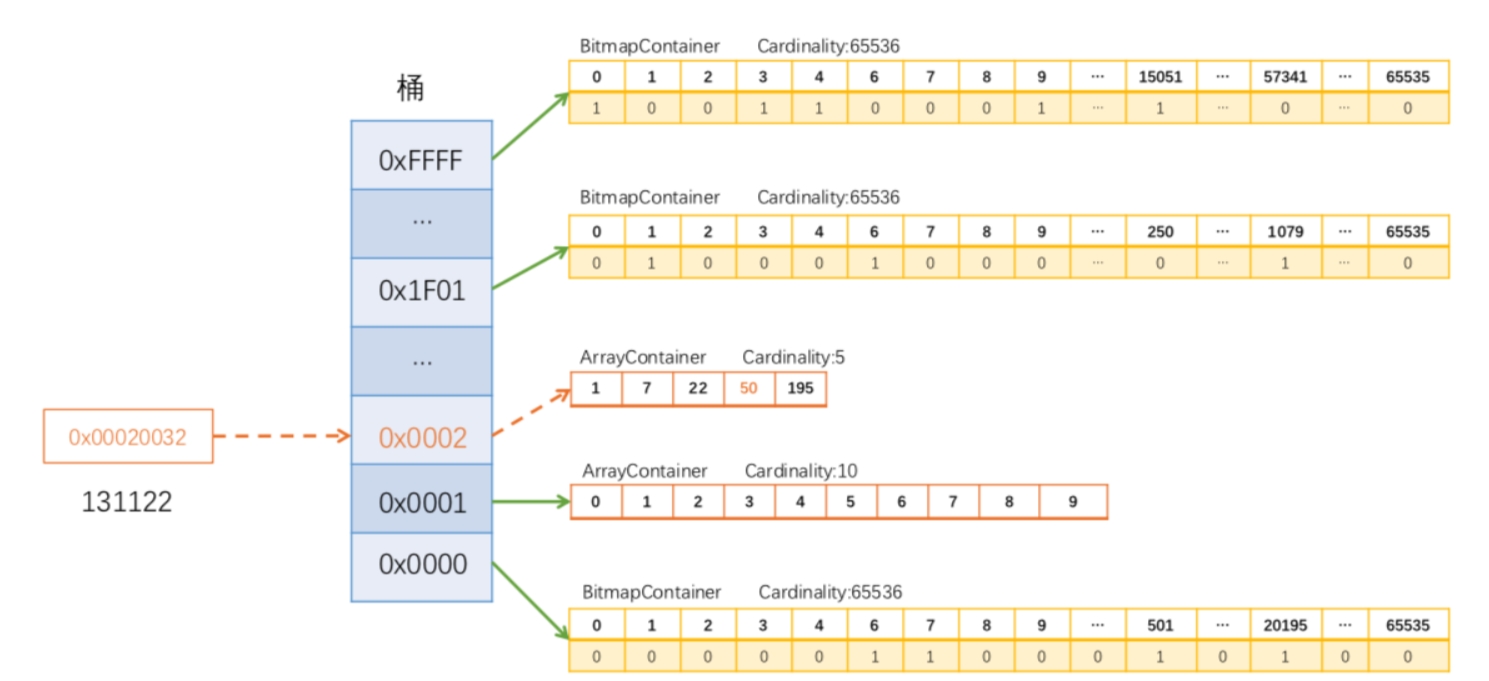 BitmapContainer Cardinality:65536
0 1 2 3 4 6 7 8 9 ... 15051 ... 57341 ... 65535
1 0 0 1 1 0 0 0 1 ... 1 ... 0 ... 0
桶
0xFFFF
...
BitmapContainer Cardinality:65536
0 1 2 3 4 6 7 8 9 ... 250 ... 1079 ... 65535
0 1 0 0 0 1 0 0 0 ... 0 ... 1 ... 0
0x1F01
...
ArrayContainer Cardinality:5
1 7 22 50 195
0x00020032
0x0002
131122
ArrayContainer Cardinality:10
0 1 2 3 4 5 6 7 8 9
0x0001
0x0000
BitmapContainer Cardinality:65536
0 1 2 3 4 6 7 8 9 ... 501 ... 20195 ... 65535
0 0 0 0 0 1 1 0 0 0 1 0 1 0 0